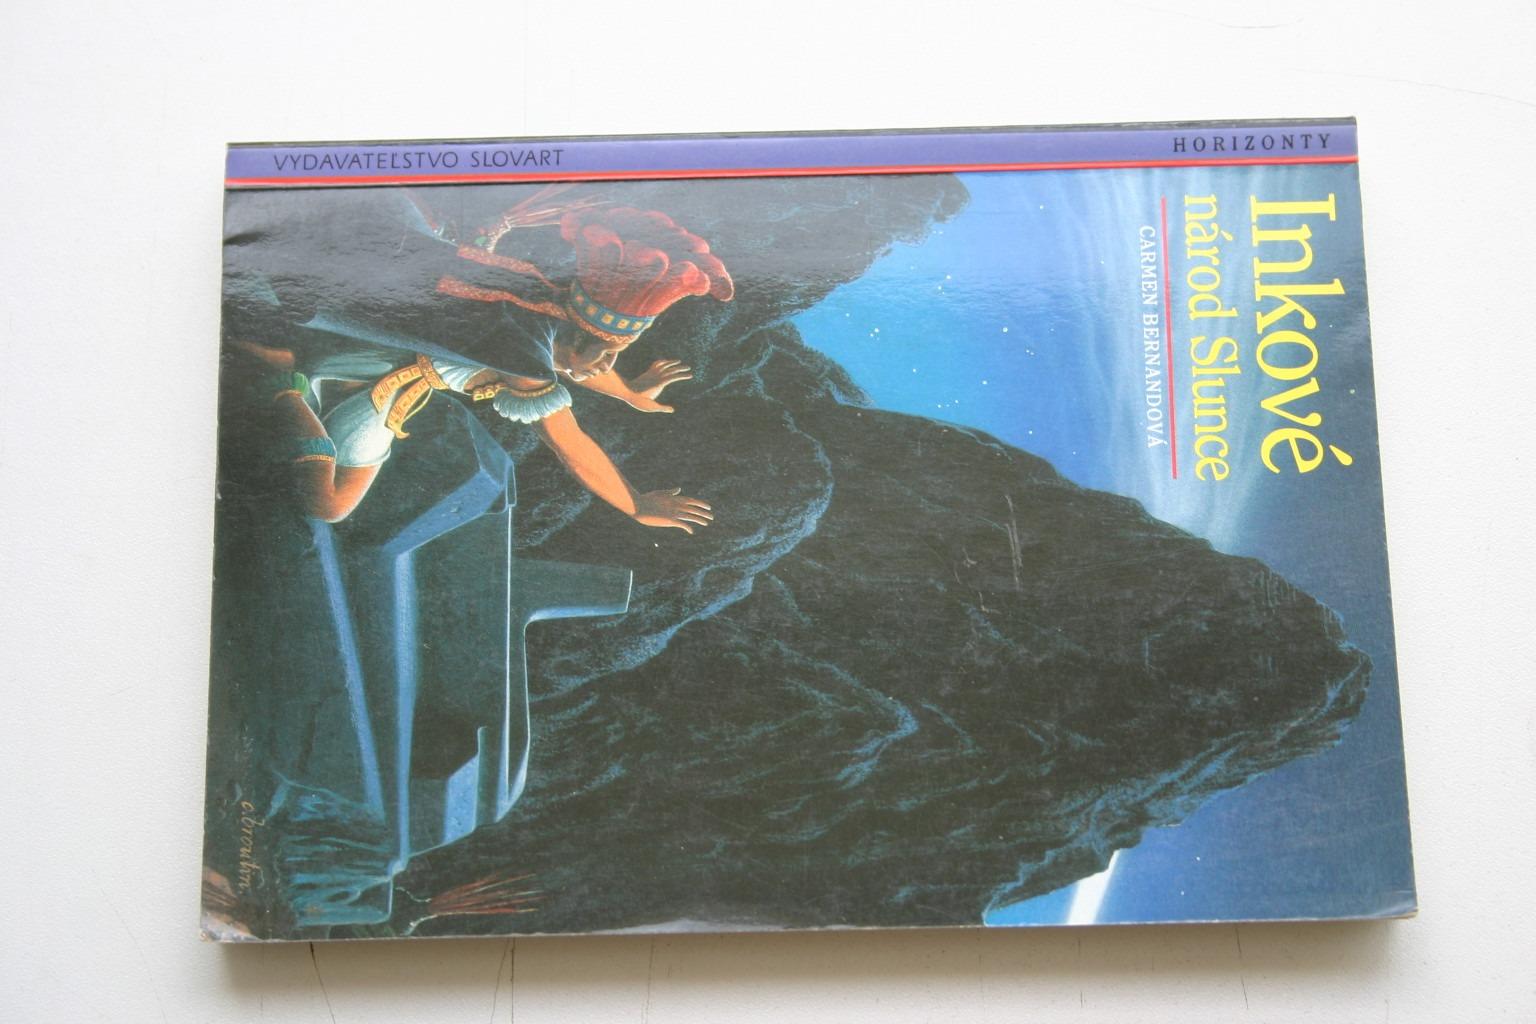 VYDAVATEĽSTVO SLOVART
HORIZONTY
Inkové
národ Slunce
CARMEN BERNANDOVÁ